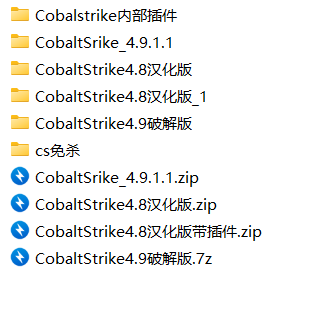 Cobalstrike内部插件
CobaltSrike_4.9.1.1
CobaltStrike4.8汉化版
CobaltStrike4.8汉化版_1
CobaltStrike4.9破解版
cs免杀
CobaltSrike_4.9.1.1.zip
CobaltStrike4.8汉化版.zip
CobaltStrike4.8汉化版带插件.zip
CobaltStrike4.9破解版.7z